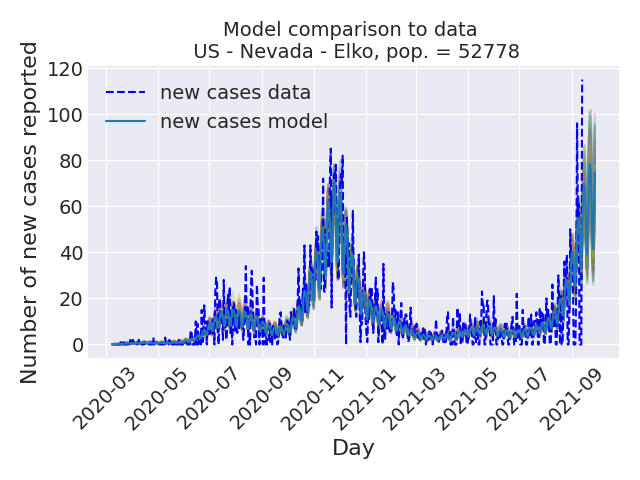 Model comparison to data
US - Nevada - Elko, pop. = 52778
Number of new cases reported
120
100
80
60
40
20
0
new cases data
new cases model
2020-03
2020-05
2020-07
2020-09
2020-11
2021-01
2021-03
2021-05
2021-07
2021-09
Day